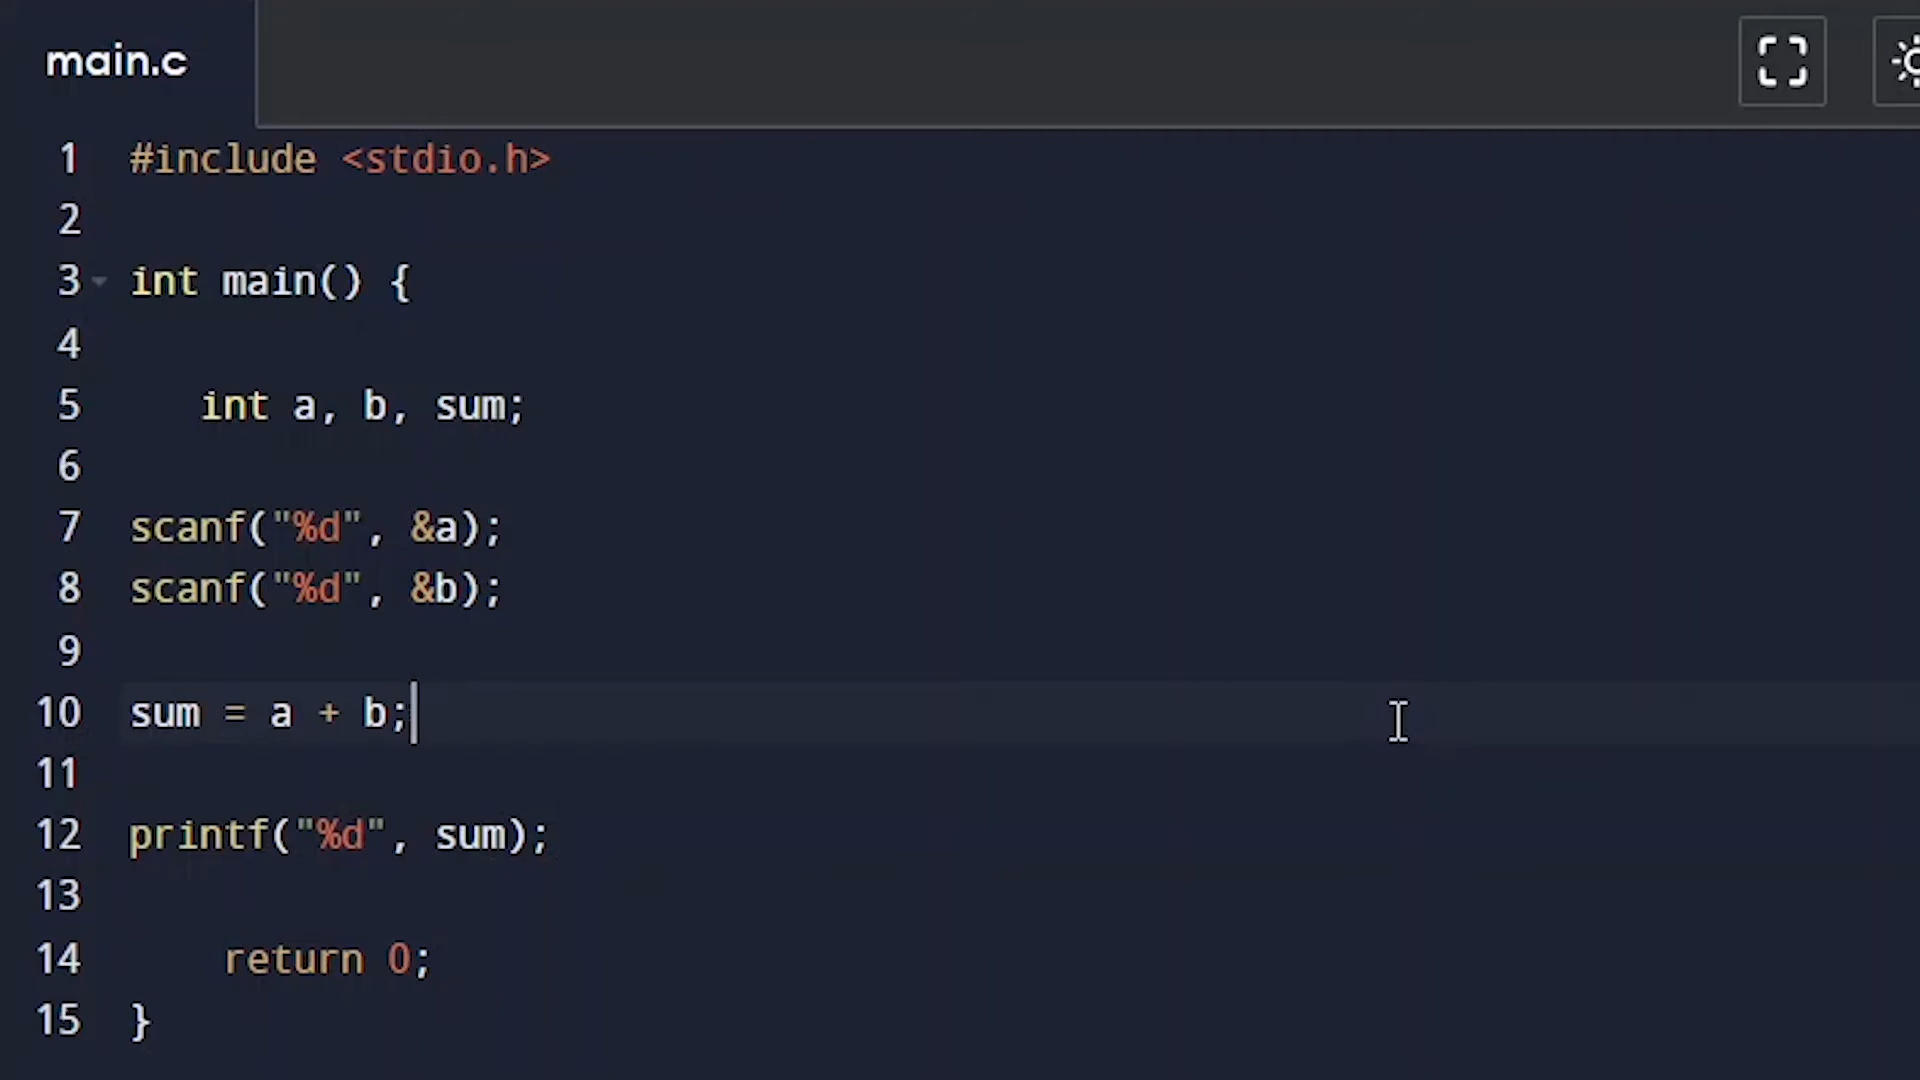 main.c
1 #include <stdio.h>
2
3 int main() {
4
5    int a, b, sum;
6
7 scanf("%d", &a);
8 scanf("%d", &b);
9
10 sum = a + b;
11
12 printf("%d", sum);
13
14     return 0;
15 }